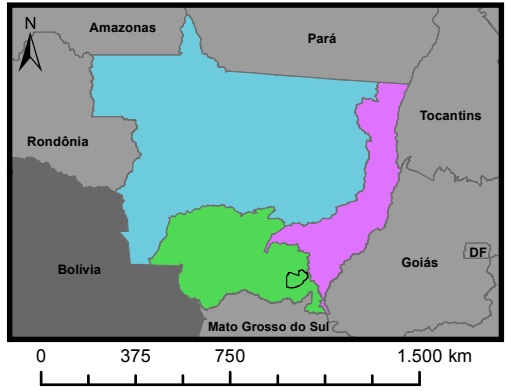 N
Amazonas
Pará
Tocantins
Rondônia
Bolívia
Goiás
DF
Mato Grosso do Sul
0 375 750 1.500 km